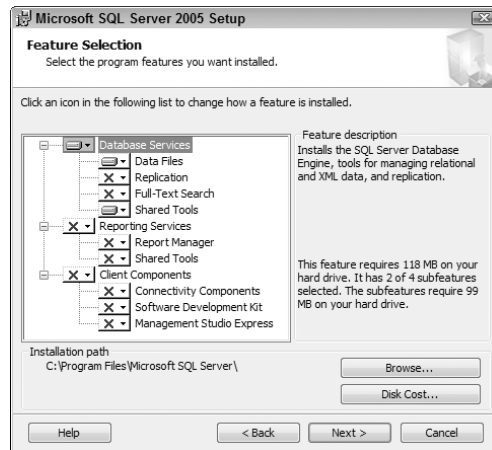 Microsoft SQL Server 2005 Setup
Feature Selection
Select the program features you want installed.
Click an icon in the following list to change how a feature is installed.
Database Services
Data Files
Replication
Full-Text Search
Shared Tools
Reporting Services
Report Manager
Shared Tools
Client Components
Connectivity Components
Software Development Kit
Management Studio Express
Feature description
Installs the SQL Server Database
Engine, tools for managing relational
and XML data, and replication.
This feature requires 118 MB on your
hard drive. It has 2 of 4 subfeatures
selected. The subfeatures require 99
MB on your hard drive.
Installation path
C:\Program Files\Microsoft SQL Server\
Browse...
Disk Cost...
Help
< Back
Next >
Cancel